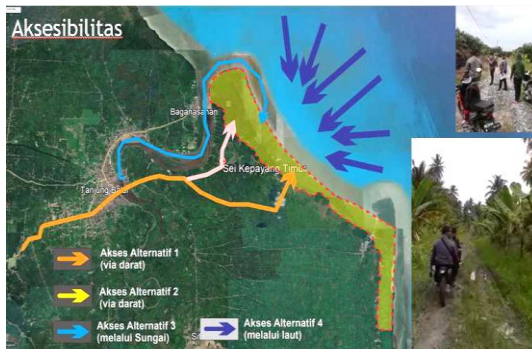 Aksesibilitas
Baganasahan
Sei Kepayang Timur
Tanjung Balai
Akses Alternatif 1
(via darat)
Akses Alternatif 2
(via darat)
Akses Alternatif 3
(melalui Sungai)
Akses Alternatif 4
(melalui laut)